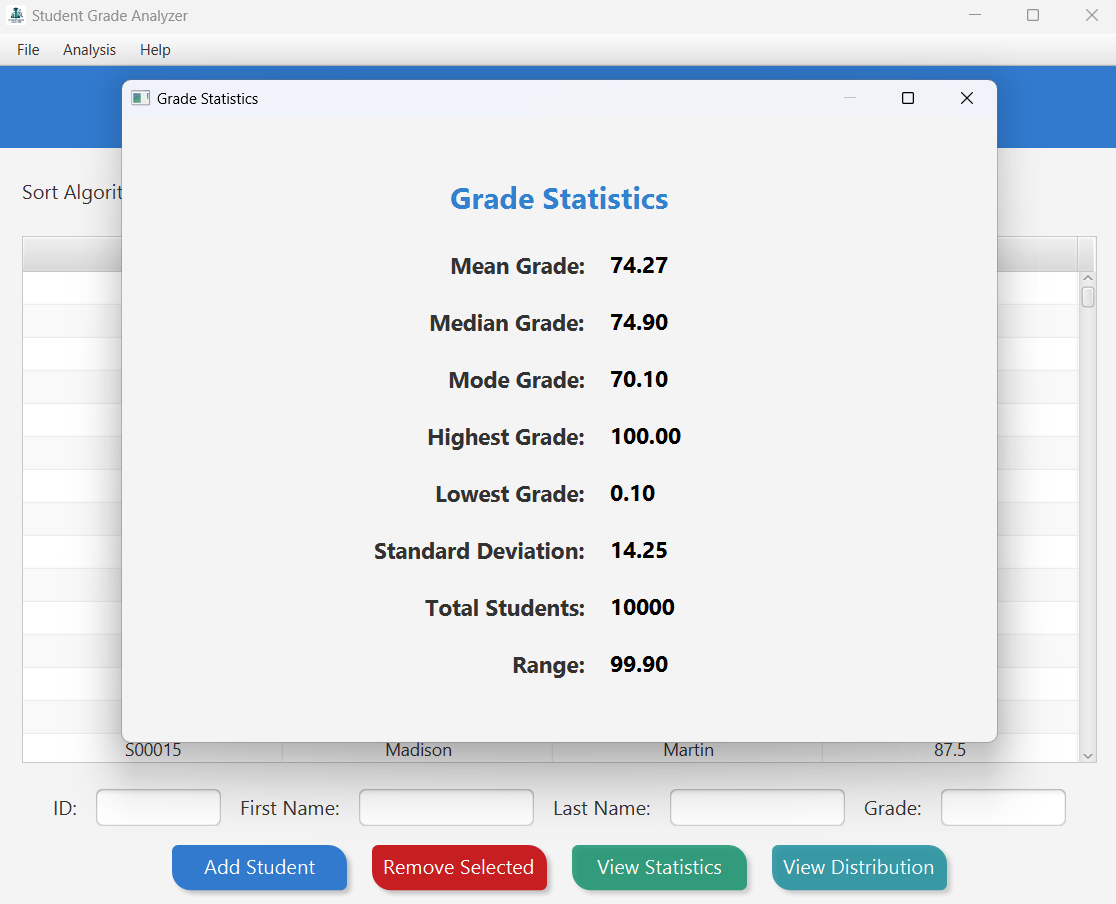 Student Grade Analyzer
File Analysis Help
Grade Statistics
Sort Algorit
Grade Statistics
Mean Grade: 74.27
Median Grade: 74.90
Mode Grade: 70.10
Highest Grade: 100.00
Lowest Grade: 0.10
Standard Deviation: 14.25
Total Students: 10000
Range: 99.90
S00015 Madison Martin 87.5
ID: First Name: Last Name: Grade:
Add Student Remove Selected View Statistics View Distribution